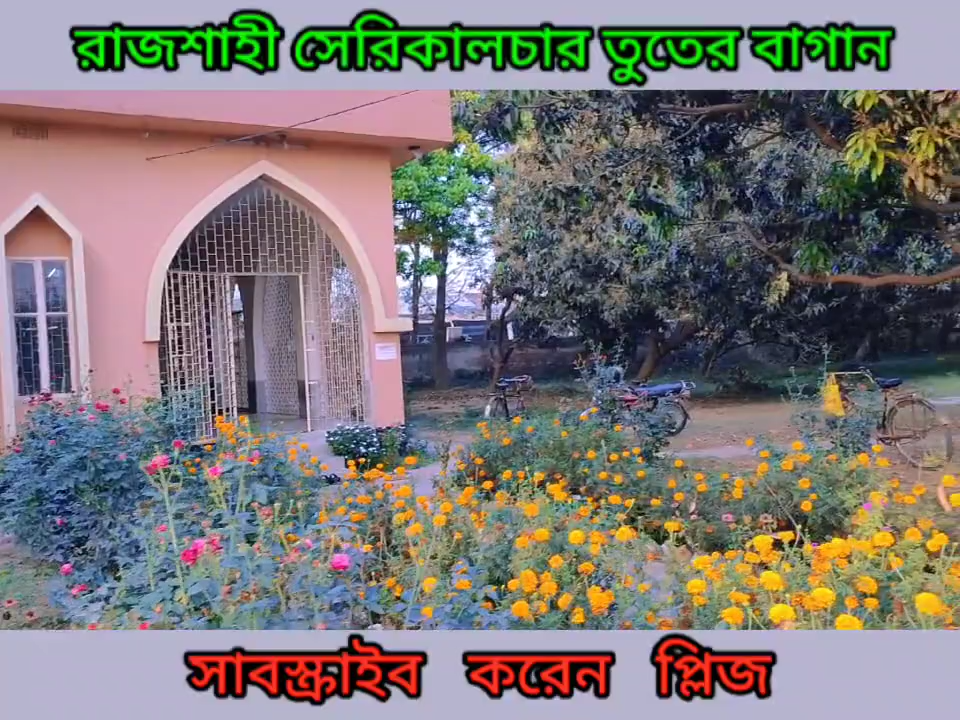 রাজশাহী সেরিকালচার তুতের বাগান
সাবস্ক্রাইব করেন প্লিজ